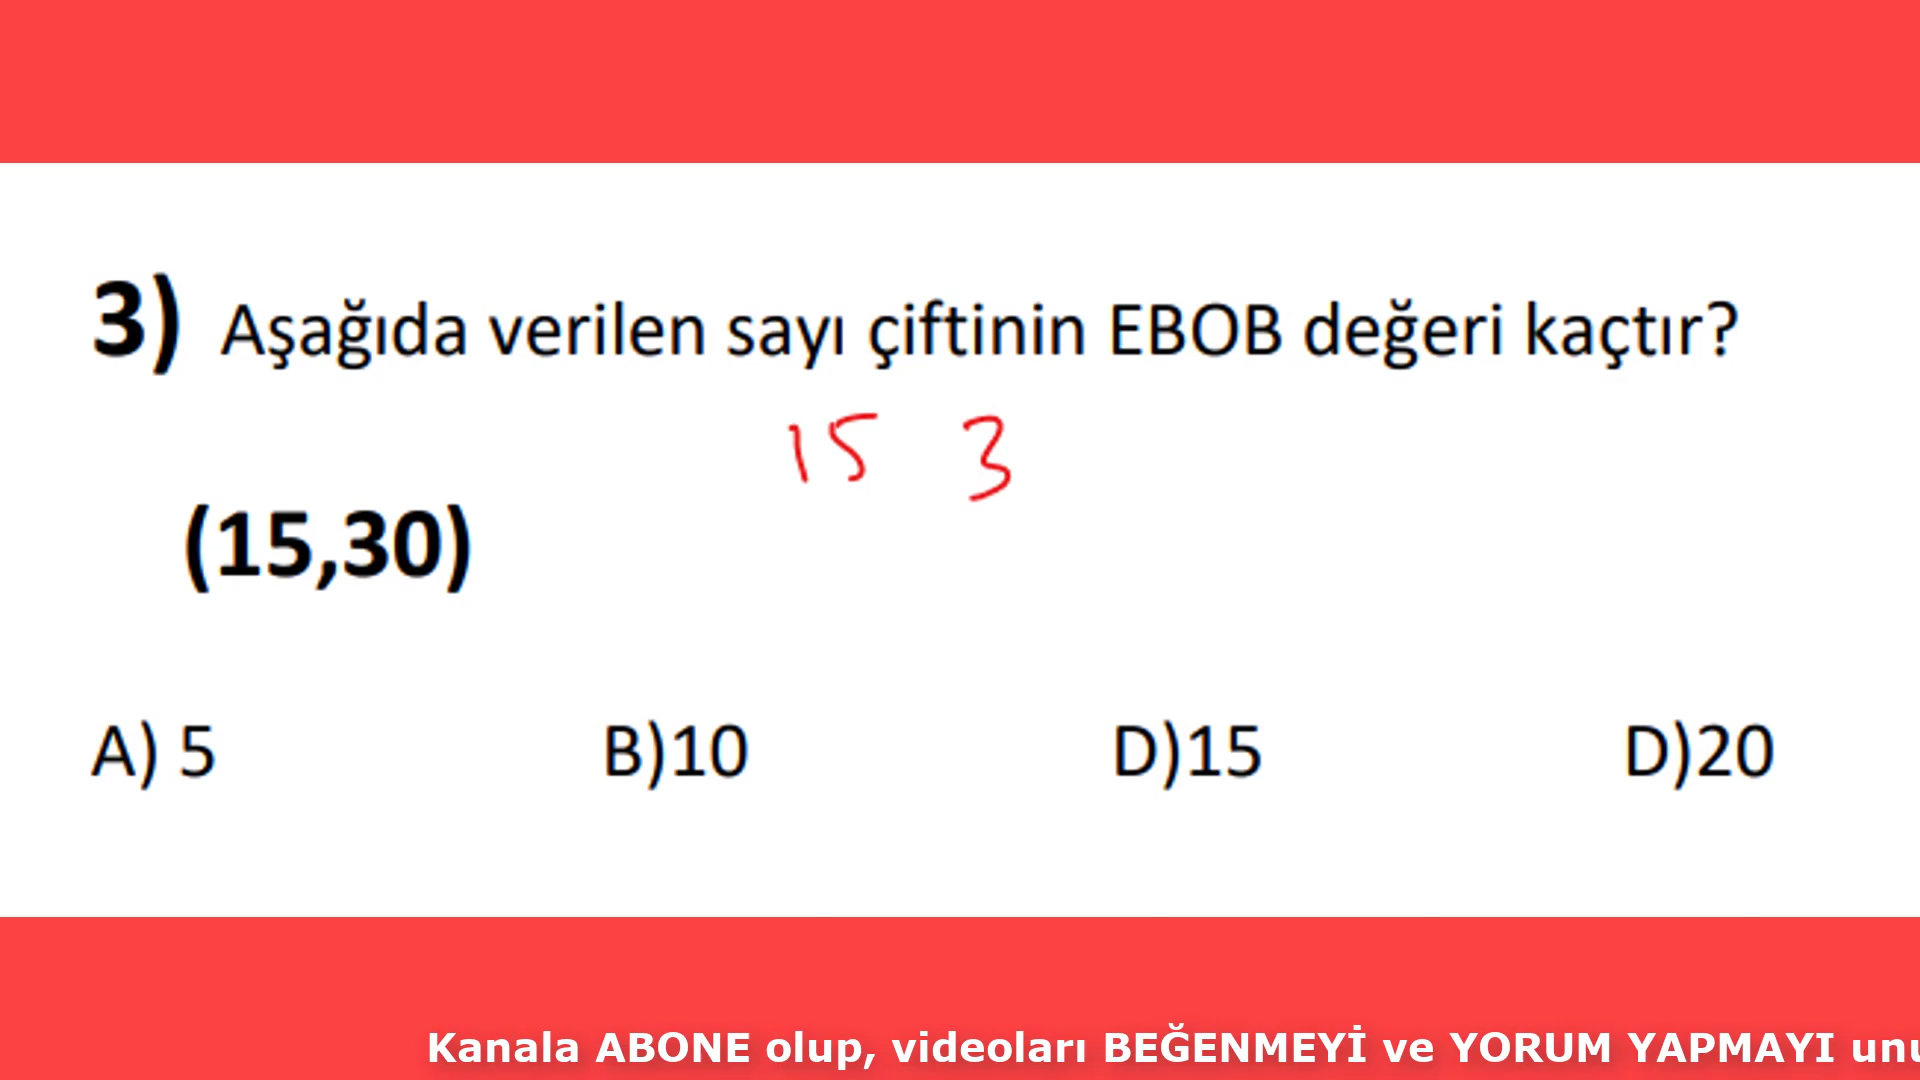 3) Aşağıda verilen sayı çiftinin EBOB değeri kaçtır?
15 3
(15,30)
A) 5 B)10 D)15 D)20
Kanala ABONE olup, videoları BEĞENMEYİ ve YORUM YAPMAYI